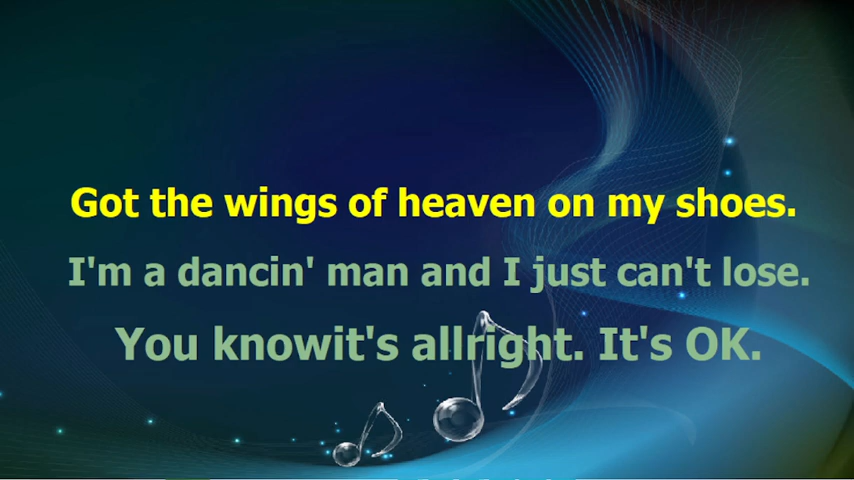 Got the wings of heaven on my shoes.
I'm a dancin' man and I just can't lose.
You knowit's allright. It's OK.